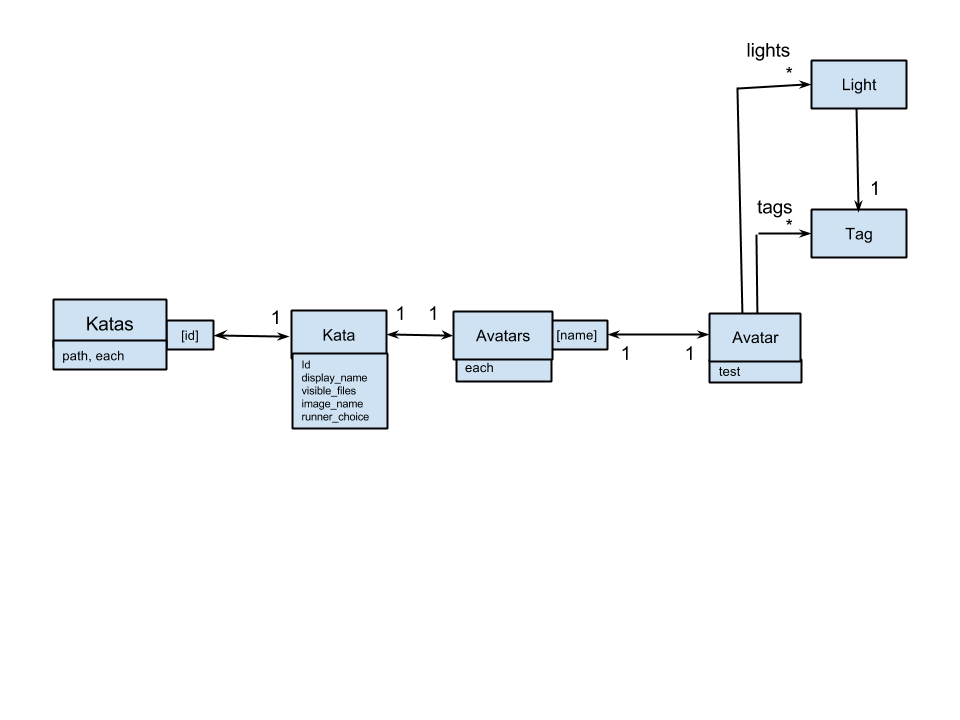 lights
*
Light
1
tags
*
Tag
Katas
[id]
path, each
1
Kata
Id
display_name
visible_files
image_name
runner_choice
1
1
Avatars
[name]
each
1
1
Avatar
test